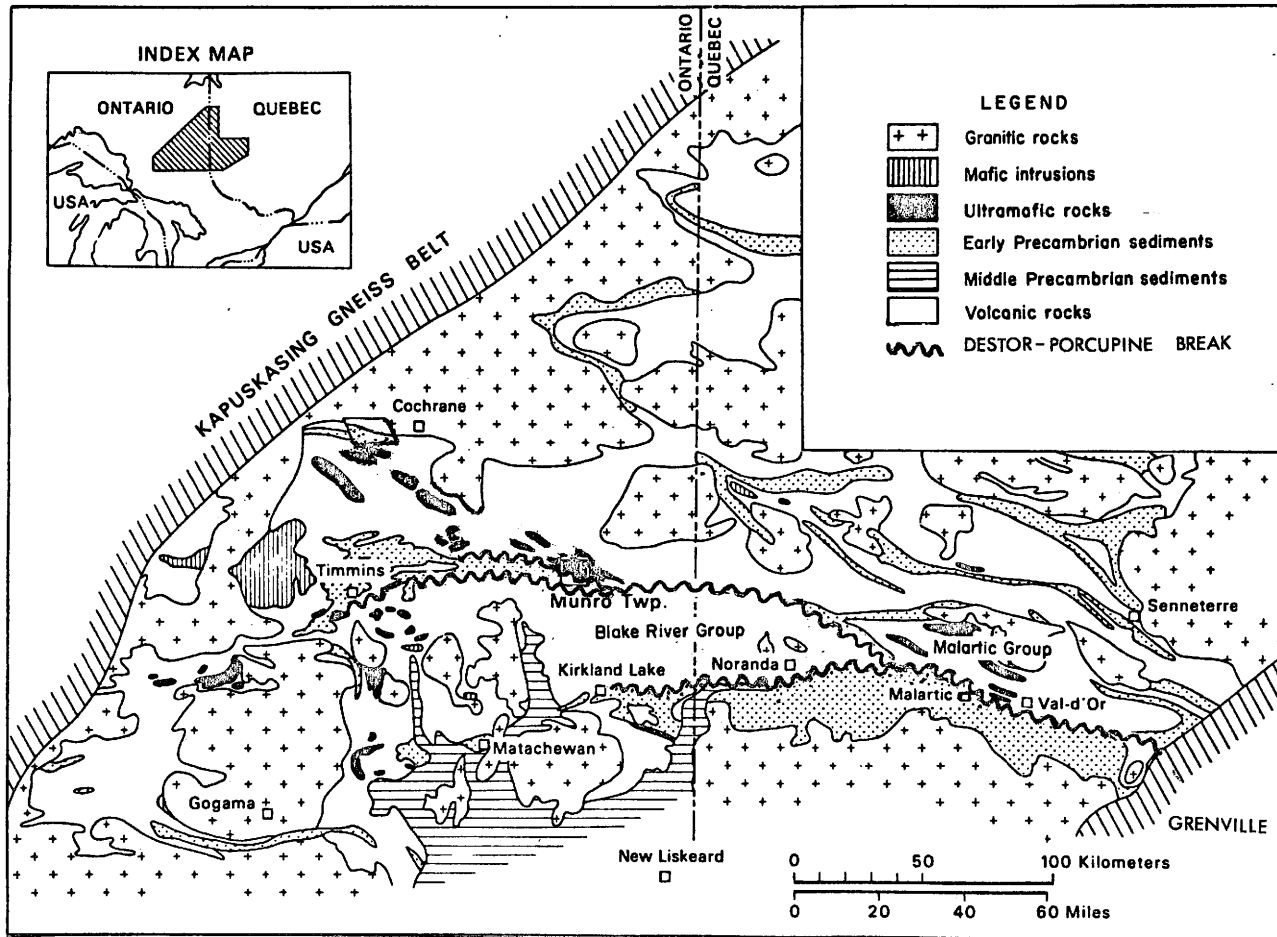 INDEX MAP
ONTARIO QUEBEC
USA
USA
ONTARIO
QUEBEC
LEGEND
Granitic rocks
Mafic intrusions
Ultramafic rocks
Early Precambrian sediments
Middle Precambrian sediments
Volcanic rocks
DESTOR-PORCUPINE BREAK
KAPUSKASING GNEISS BELT
Cochrane
Timmins
Munro Twp.
Senneterre
Blake River Group
Malartic Group
Kirkland Lake
Noranda
Malartic
Val-d'Or
Matachewan
Gogama
GRENVILLE
New Liskeard
0 50 100 Kilometers
0 20 40 60 Miles